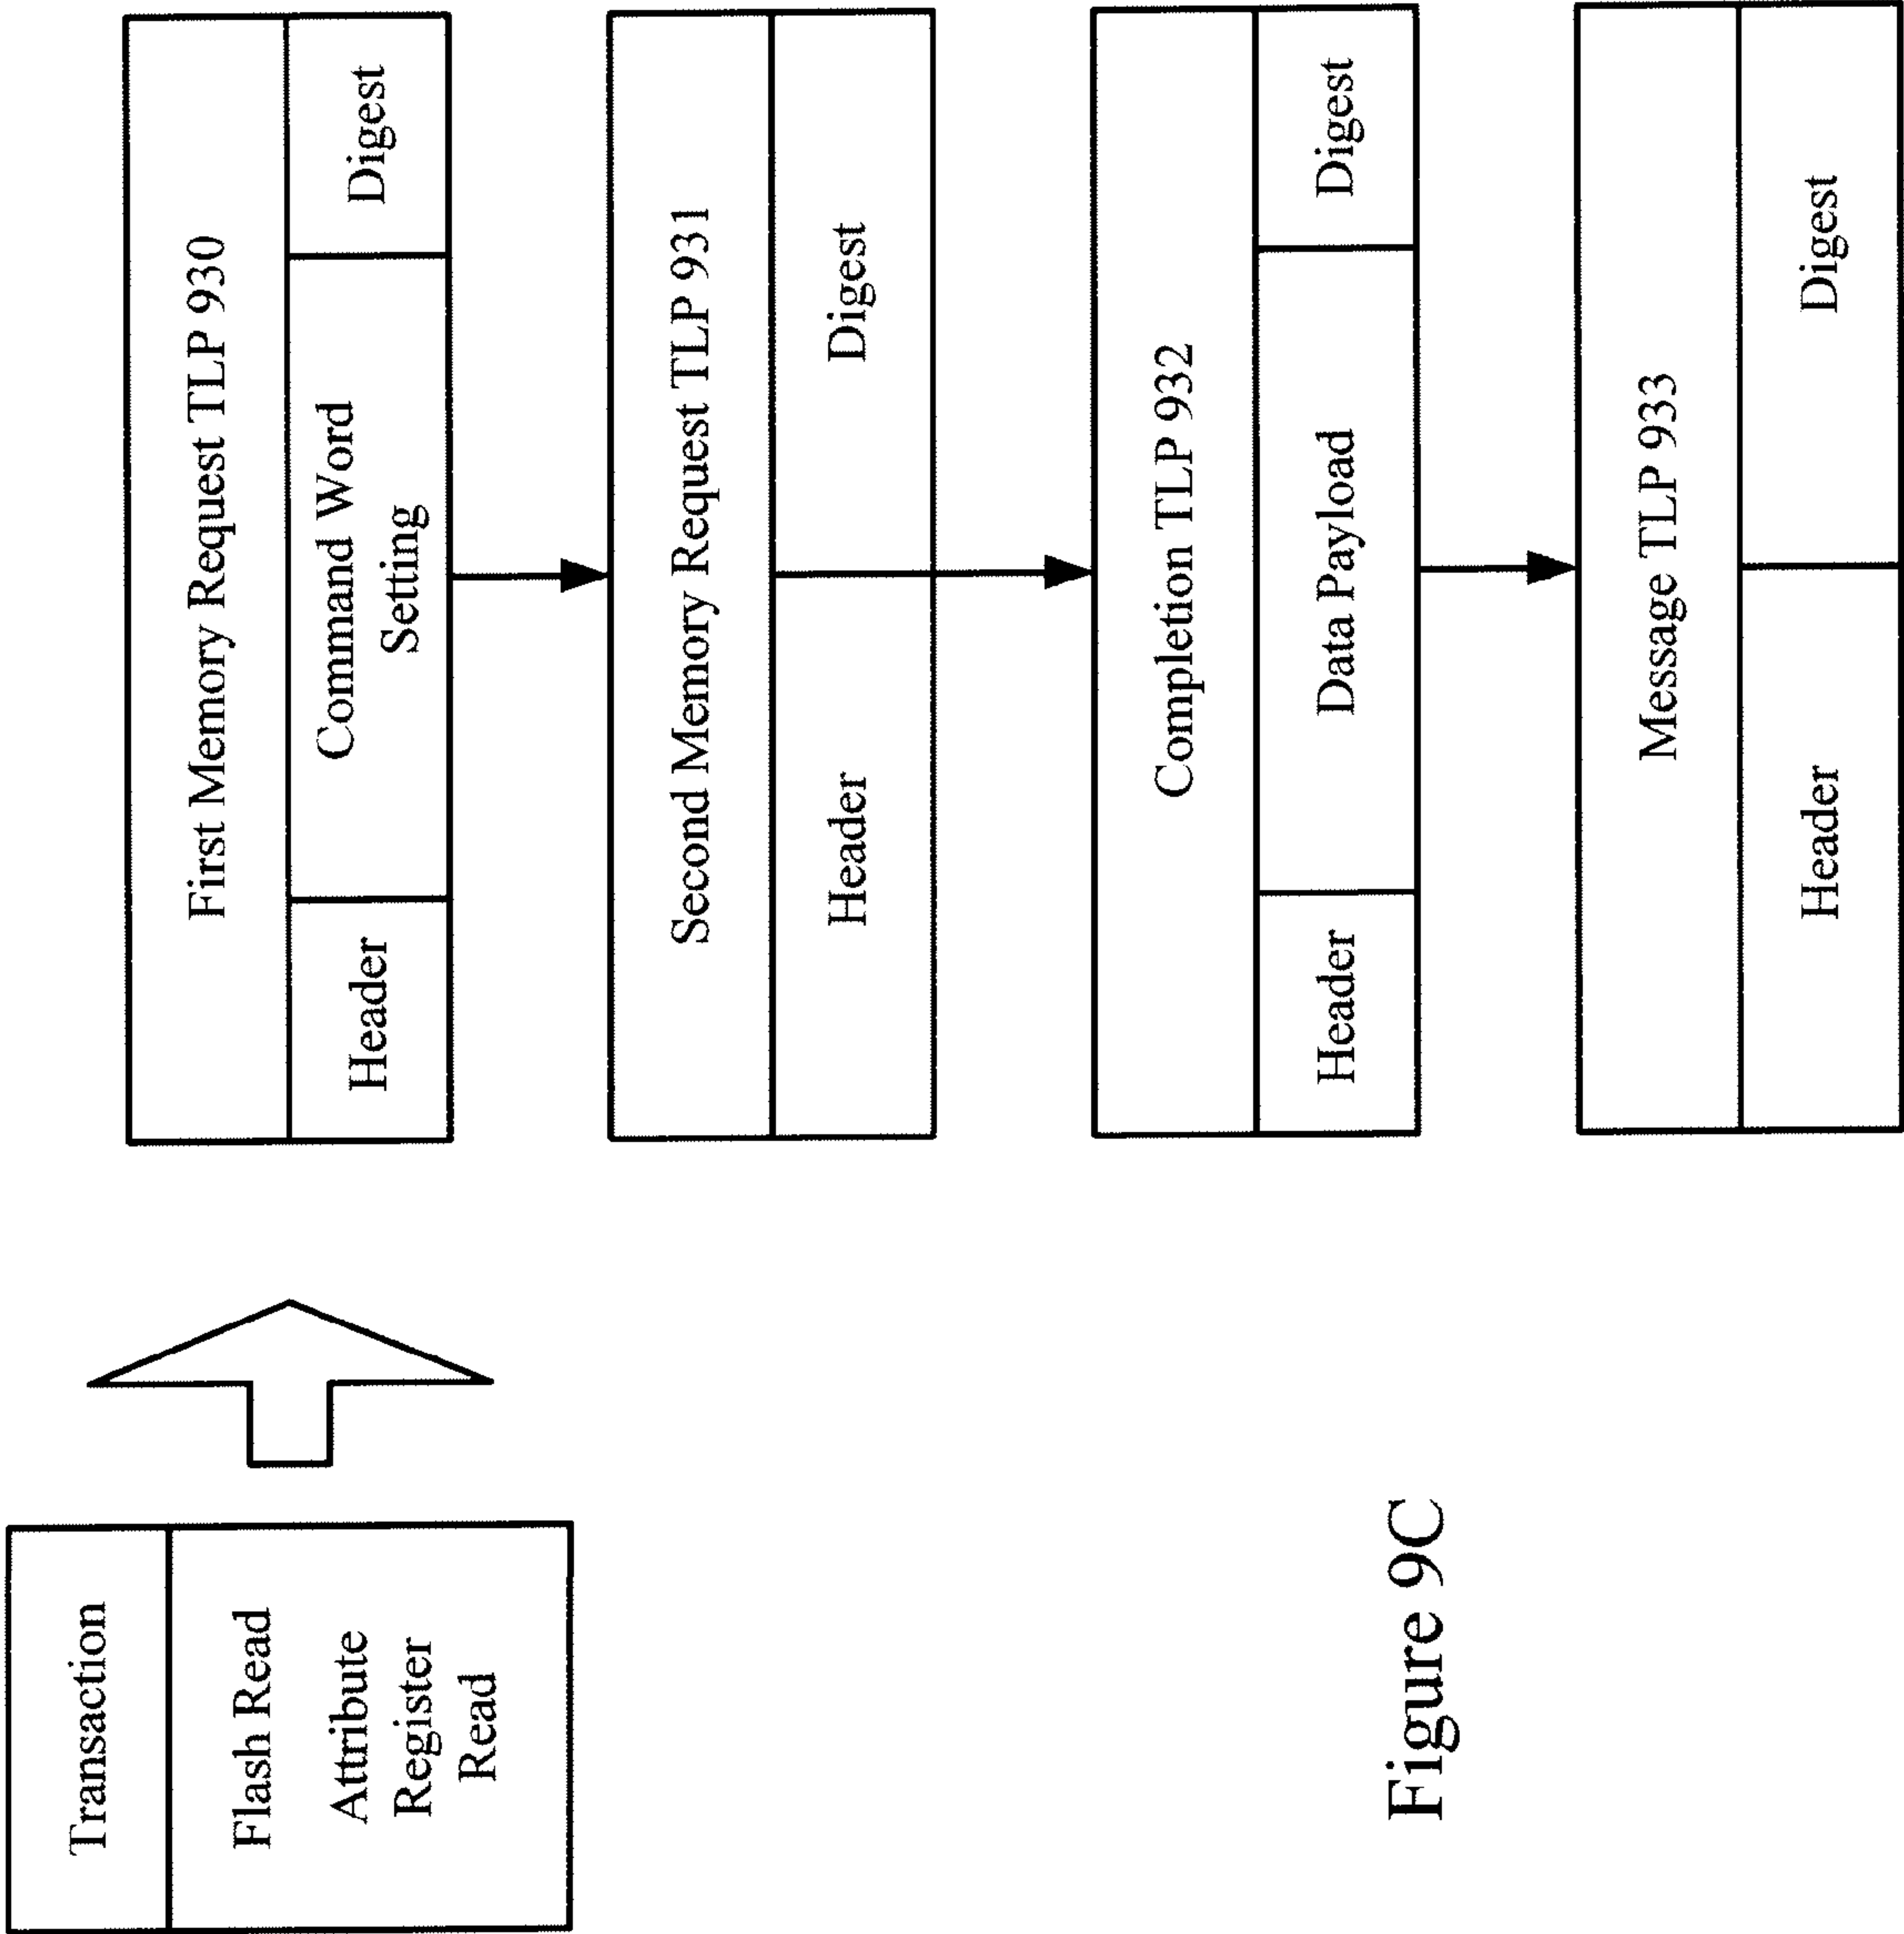 Transaction
Flash Read
Attribute
Register
Read
First Memory Request TLP 930
Header
Command Word
Setting
Digest
Second Memory Request TLP 931
Header
Digest
Completion TLP 932
Header
Data Payload
Digest
Message TLP 933
Header
Digest
Figure 9C